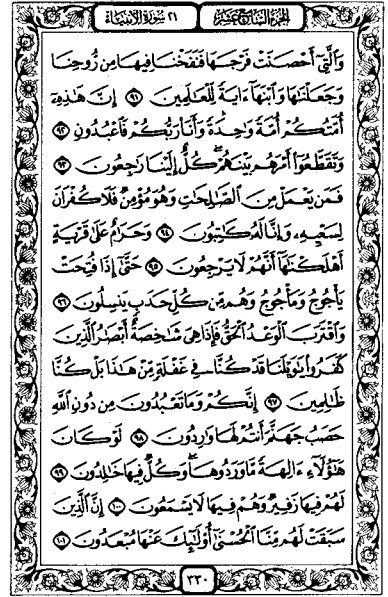 الجزء السابع عشر
٢١ سورة الأنبياء
وَٱلَّتِىٓ أَحْصَنَتْ فَرْجَهَا فَنَفَخْنَا فِيهَا مِن رُّوحِنَا
وَجَعَلْنَٰهَا وَٱبْنَهَآ ءَايَةً لِّلْعَٰلَمِينَ ٩١ إِنَّ هَٰذِهِۦٓ
أُمَّتُكُمْ أُمَّةً وَٰحِدَةً وَأَنَا۠ رَبُّكُمْ فَٱعْبُدُونِ ٩٢
وَتَقَطَّعُوٓا۟ أَمْرَهُم بَيْنَهُمْ ۖ كُلٌّ إِلَيْنَا رَٰجِعُونَ ٩٣
فَمَن يَعْمَلْ مِنَ ٱلصَّٰلِحَٰتِ وَهُوَ مُؤْمِنٌ فَلَا كُفْرَانَ
لِسَعْيِهِۦ وَإِنَّا لَهُۥ كَٰتِبُونَ ٩٤ وَحَرَٰمٌ عَلَىٰ قَرْيَةٍ
أَهْلَكْنَٰهَآ أَنَّهُمْ لَا يَرْجِعُونَ ٩٥ حَتَّىٰٓ إِذَا فُتِحَتْ
يَأْجُوجُ وَمَأْجُوجُ وَهُم مِّن كُلِّ حَدَبٍ يَنسِلُونَ ٩٦
وَٱقْتَرَبَ ٱلْوَعْدُ ٱلْحَقُّ فَإِذَا هِىَ شَٰخِصَةٌ أَبْصَٰرُ ٱلَّذِينَ
كَفَرُوا۟ يَٰوَيْلَنَا قَدْ كُنَّا فِى غَفْلَةٍ مِّنْ هَٰذَا بَلْ كُنَّا
ظَٰلِمِينَ ٩٧ إِنَّكُمْ وَمَا تَعْبُدُونَ مِن دُونِ ٱللَّهِ
حَصَبُ جَهَنَّمَ أَنتُمْ لَهَا وَٰرِدُونَ ٩٨ لَوْ كَانَ
هَٰٓؤُلَآءِ ءَالِهَةً مَّا وَرَدُوهَا ۖ وَكُلٌّ فِيهَا خَٰلِدُونَ ٩٩
لَهُمْ فِيهَا زَفِيرٌ وَهُمْ فِيهَا لَا يَسْمَعُونَ ١٠٠ إِنَّ ٱلَّذِينَ
سَبَقَتْ لَهُم مِّنَّا ٱلْحُسْنَىٰٓ أُو۟لَٰٓئِكَ عَنْهَا مُبْعَدُونَ ١٠١
٣٣٠